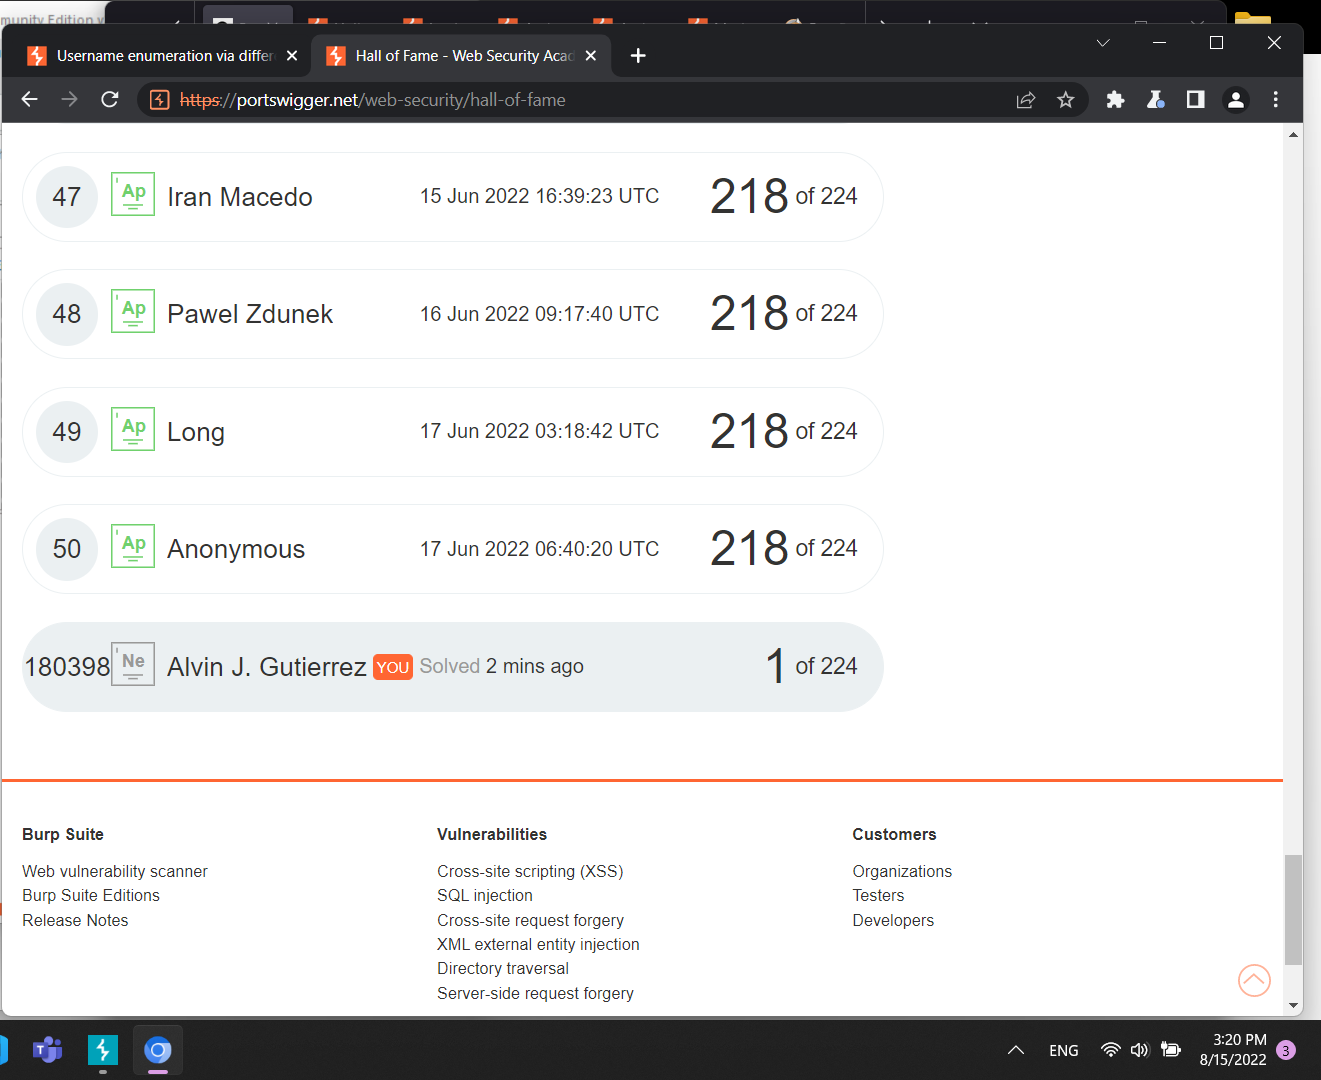 munity Edition v
Username enumeration via differ
Hall of Fame - Web Security Acad
https://portswigger.net/web-security/hall-of-fame
47 Ap Iran Macedo 15 Jun 2022 16:39:23 UTC 218 of 224
48 Ap Pawel Zdunek 16 Jun 2022 09:17:40 UTC 218 of 224
49 Ap Long 17 Jun 2022 03:18:42 UTC 218 of 224
50 Ap Anonymous 17 Jun 2022 06:40:20 UTC 218 of 224
180398 Ne Alvin J. Gutierrez YOU Solved 2 mins ago 1 of 224
Burp Suite
Web vulnerability scanner
Burp Suite Editions
Release Notes
Vulnerabilities
Cross-site scripting (XSS)
SQL injection
Cross-site request forgery
XML external entity injection
Directory traversal
Server-side request forgery
Customers
Organizations
Testers
Developers
ENG
3:20 PM
8/15/2022
3